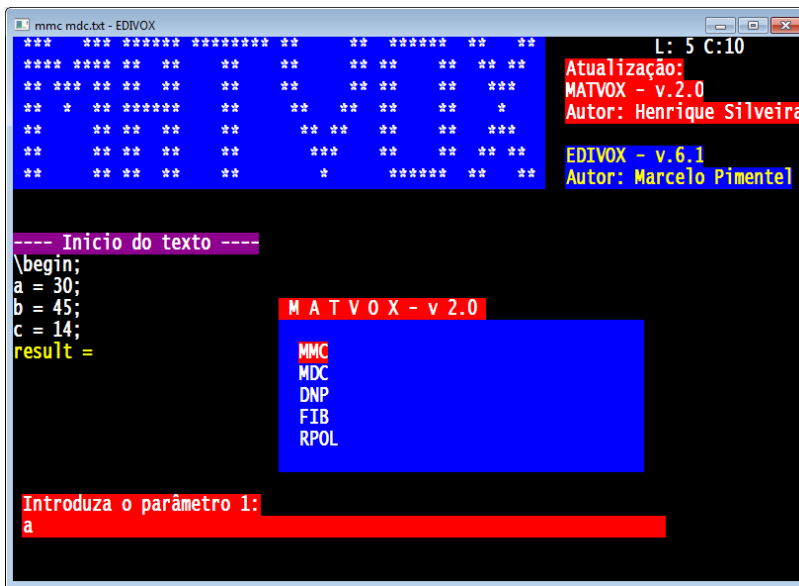 mmc mdc.txt - EDIVOX
L: 5 C:10
Atualização:
MATVOX - v.2.0
Autor: Henrique Silveira
EDIVOX - v.6.1
Autor: Marcelo Pimentel
---- Inicio do texto ----
\begin;
a = 30;
b = 45;
c = 14;
result =
M A T V O X - v 2.0
MMC
MDC
DNP
FIB
RPOL
Introduza o parâmetro 1:
a